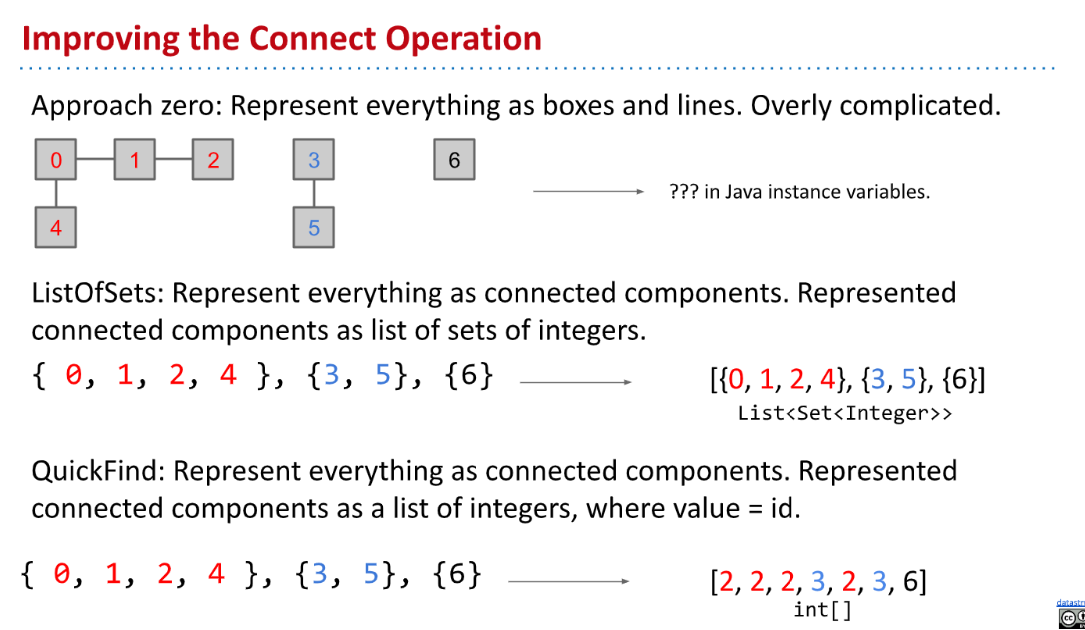 Improving the Connect Operation
Approach zero: Represent everything as boxes and lines. Overly complicated.
0 1 2 3 6
??? in Java instance variables.
4 5
ListOfSets: Represent everything as connected components. Represented
connected components as list of sets of integers.
{ 0, 1, 2, 4 }, {3, 5}, {6} [{0, 1, 2, 4}, {3, 5}, {6}]
List<Set<Integer>>
QuickFind: Represent everything as connected components. Represented
connected components as a list of integers, where value = id.
{ 0, 1, 2, 4 }, {3, 5}, {6} [2, 2, 2, 3, 2, 3, 6]
int[]
datastr
cc